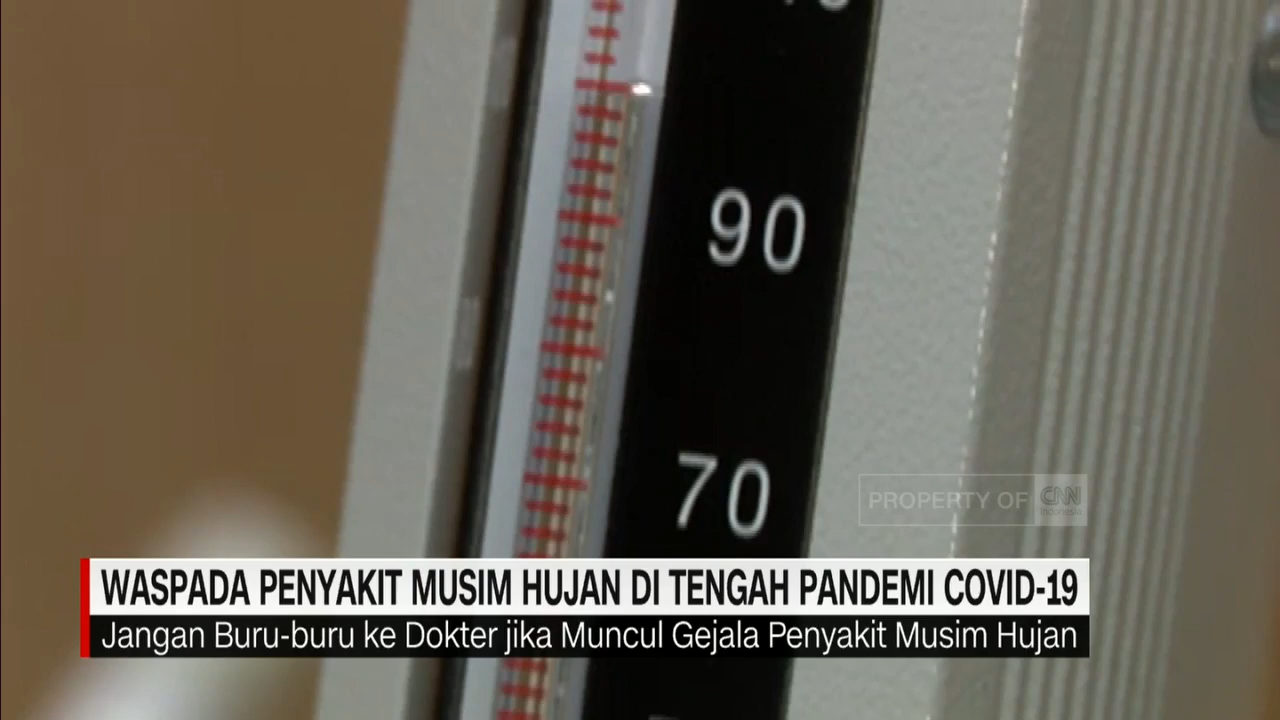 90
70
PROPERTY OF CNN
Indonesia
WASPADA PENYAKIT MUSIM HUJAN DI TENGAH PANDEMI COVID-19
Jangan Buru-buru ke Dokter jika Muncul Gejala Penyakit Musim Hujan